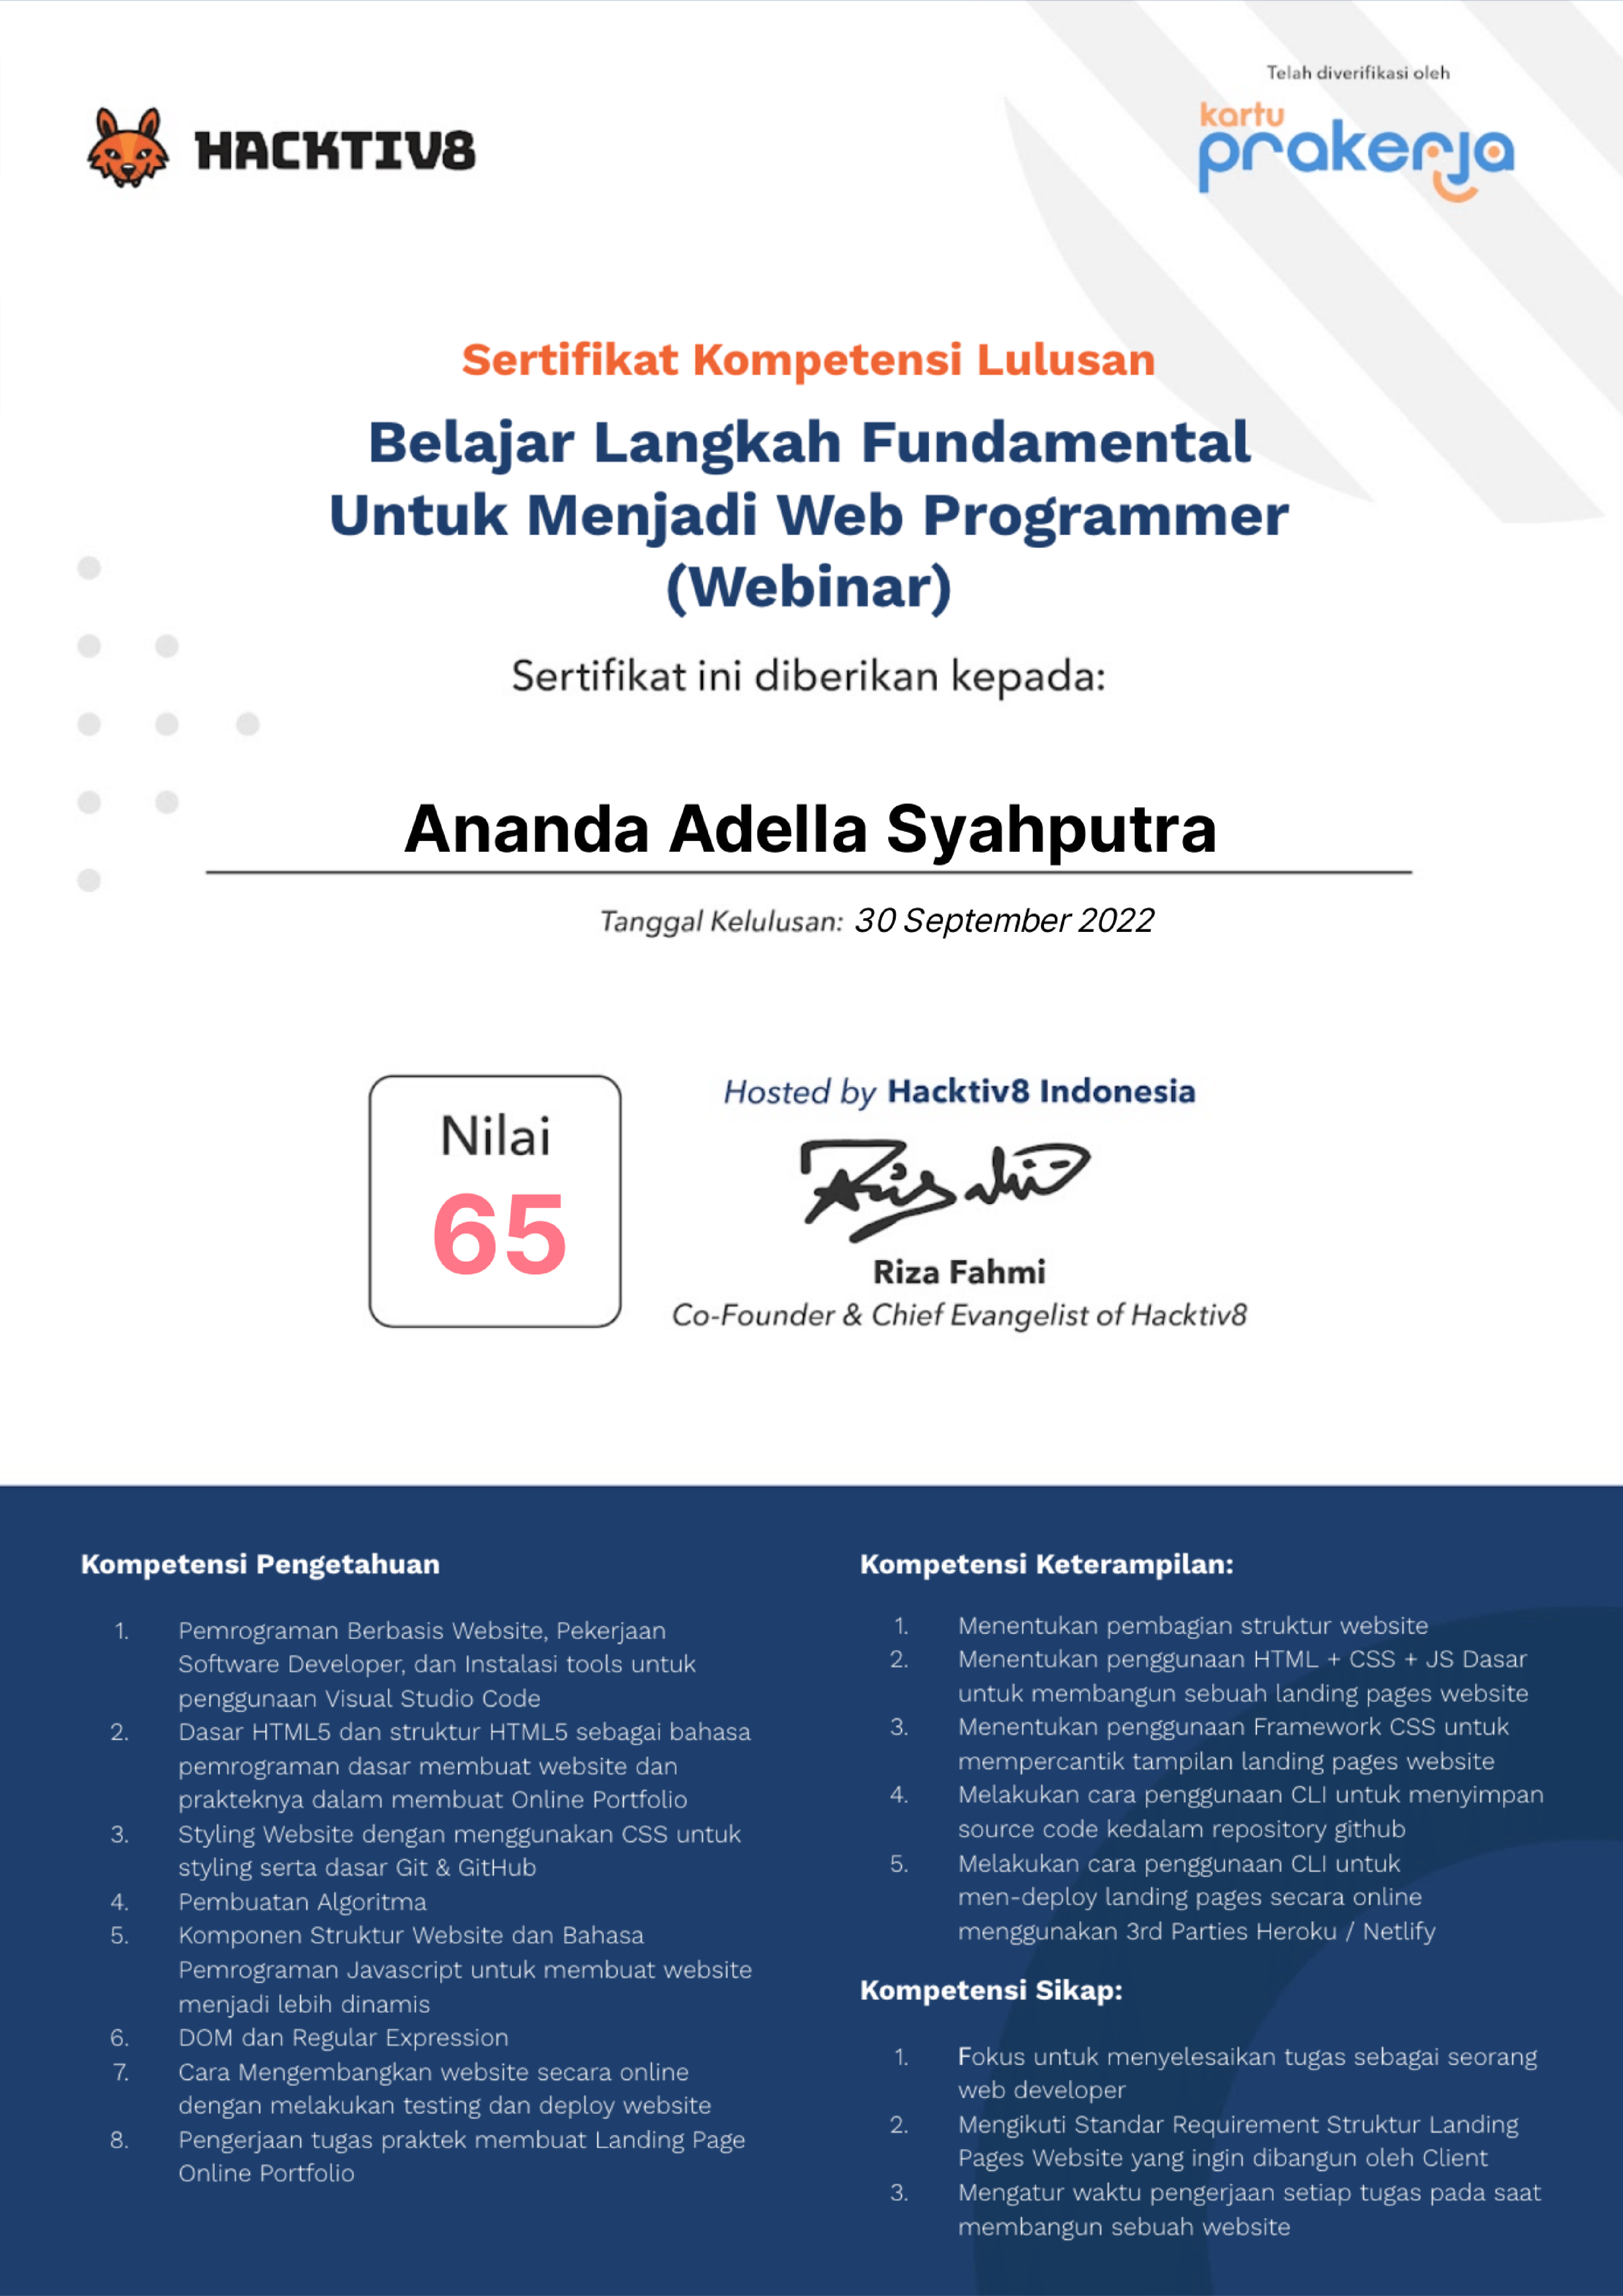 HACKTIV8
Telah diverifikasi oleh
kartu
prakerja
Sertifikat Kompetensi Lulusan
Belajar Langkah Fundamental
Untuk Menjadi Web Programmer
(Webinar)
Sertifikat ini diberikan kepada:
Ananda Adella Syahputra
Tanggal Kelulusan: 30 September 2022
Nilai
65
Hosted by Hacktiv8 Indonesia
Riza Fahmi
Co-Founder & Chief Evangelist of Hacktiv8
Kompetensi Pengetahuan
1. Pemrograman Berbasis Website, Pekerjaan
Software Developer, dan Instalasi tools untuk
penggunaan Visual Studio Code
2. Dasar HTML5 dan struktur HTML5 sebagai bahasa
pemrograman dasar membuat website dan
prakteknya dalam membuat Online Portfolio
3. Styling Website dengan menggunakan CSS untuk
styling serta dasar Git & GitHub
4. Pembuatan Algoritma
5. Komponen Struktur Website dan Bahasa
Pemrograman Javascript untuk membuat website
menjadi lebih dinamis
6. DOM dan Regular Expression
7. Cara Mengembangkan website secara online
dengan melakukan testing dan deploy website
8. Pengerjaan tugas praktek membuat Landing Page
Online Portfolio
Kompetensi Keterampilan:
1. Menentukan pembagian struktur website
2. Menentukan penggunaan HTML + CSS + JS Dasar
untuk membangun sebuah landing pages website
3. Menentukan penggunaan Framework CSS untuk
mempercantik tampilan landing pages website
4. Melakukan cara penggunaan CLI untuk menyimpan
source code kedalam repository github
5. Melakukan cara penggunaan CLI untuk
men-deploy landing pages secara online
menggunakan 3rd Parties Heroku / Netlify
Kompetensi Sikap:
1. Fokus untuk menyelesaikan tugas sebagai seorang
web developer
2. Mengikuti Standar Requirement Struktur Landing
Pages Website yang ingin dibangun oleh Client
3. Mengatur waktu pengerjaan setiap tugas pada saat
membangun sebuah website